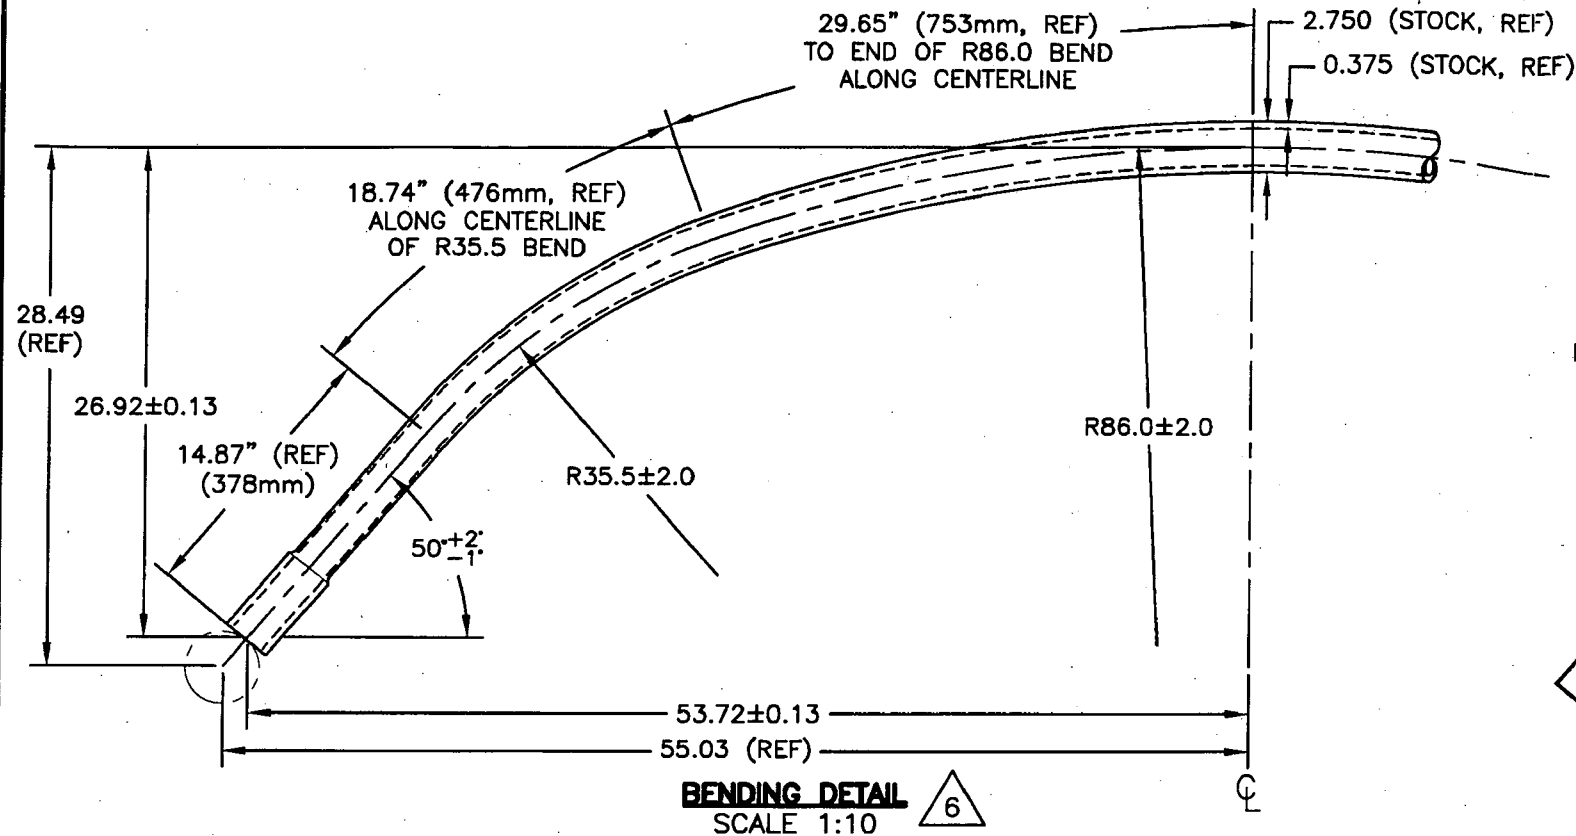 29.65" (753mm, REF)
TO END OF R86.0 BEND
ALONG CENTERLINE
2.750 (STOCK, REF)
0.375 (STOCK, REF)
18.74" (476mm, REF)
ALONG CENTERLINE
OF R35.5 BEND
28.49
(REF)
26.92±0.13
14.87" (REF)
(378mm)
R86.0±2.0
R35.5±2.0
50°+2°
-1°
53.72±0.13
55.03 (REF)
BENDING DETAIL
6
SCALE 1:10
℄